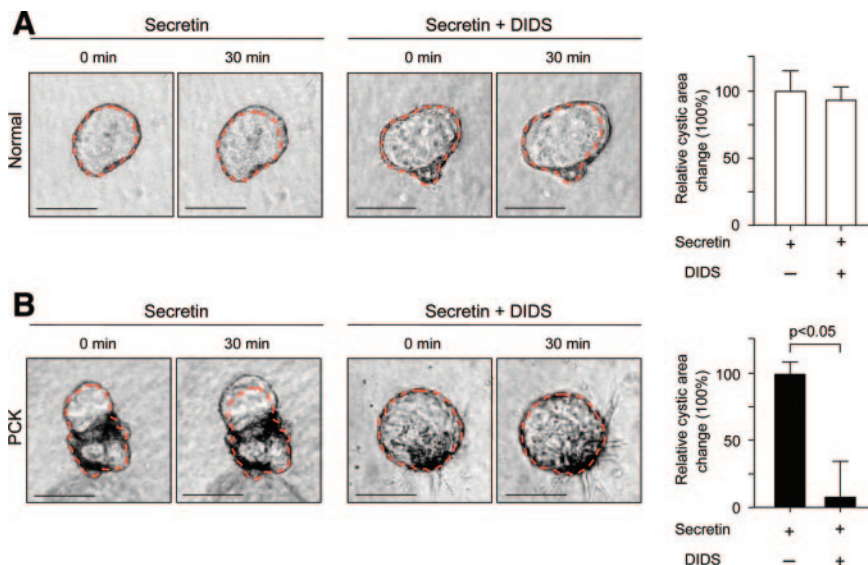 A
Secretin
Secretin + DIDS
0 min
30 min
0 min
30 min
Normal
Relative cystic area
change (100%)
100
50
0
Secretin + +
DIDS – +
B
Secretin
Secretin + DIDS
0 min
30 min
0 min
30 min
PCK
p<0.05
Relative cystic area
change (100%)
100
50
0
Secretin + +
DIDS – +